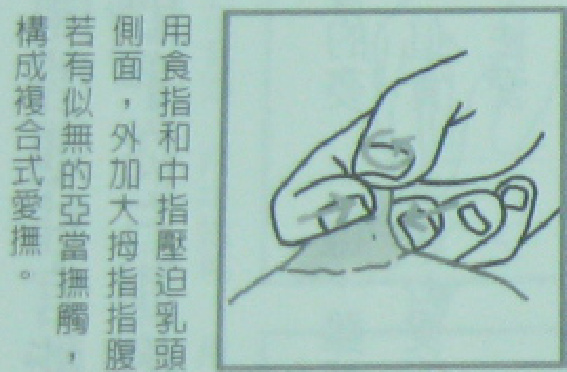 用食指和中指壓迫乳頭
側面，外加大拇指指腹
若有似無的亞當撫觸，
構成複合式愛撫。